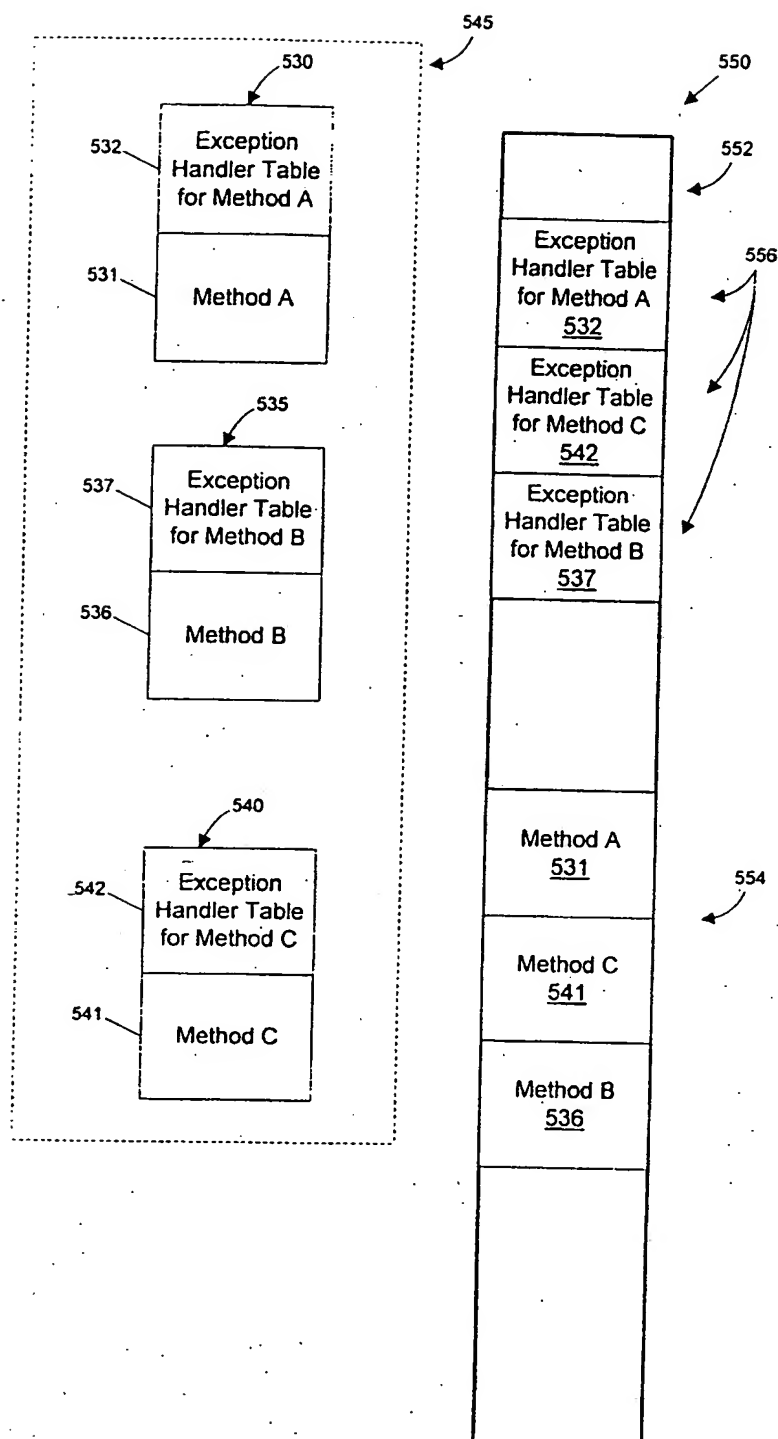 545
530
532
Exception
Handler Table
for Method A
531
Method A
535
537
Exception
Handler Table
for Method B
536
Method B
540
542
Exception
Handler Table
for Method C
541
Method C
550
552
556
Exception
Handler Table
for Method A
532
Exception
Handler Table
for Method C
542
Exception
Handler Table
for Method B
537
Method A
531
554
Method C
541
Method B
536